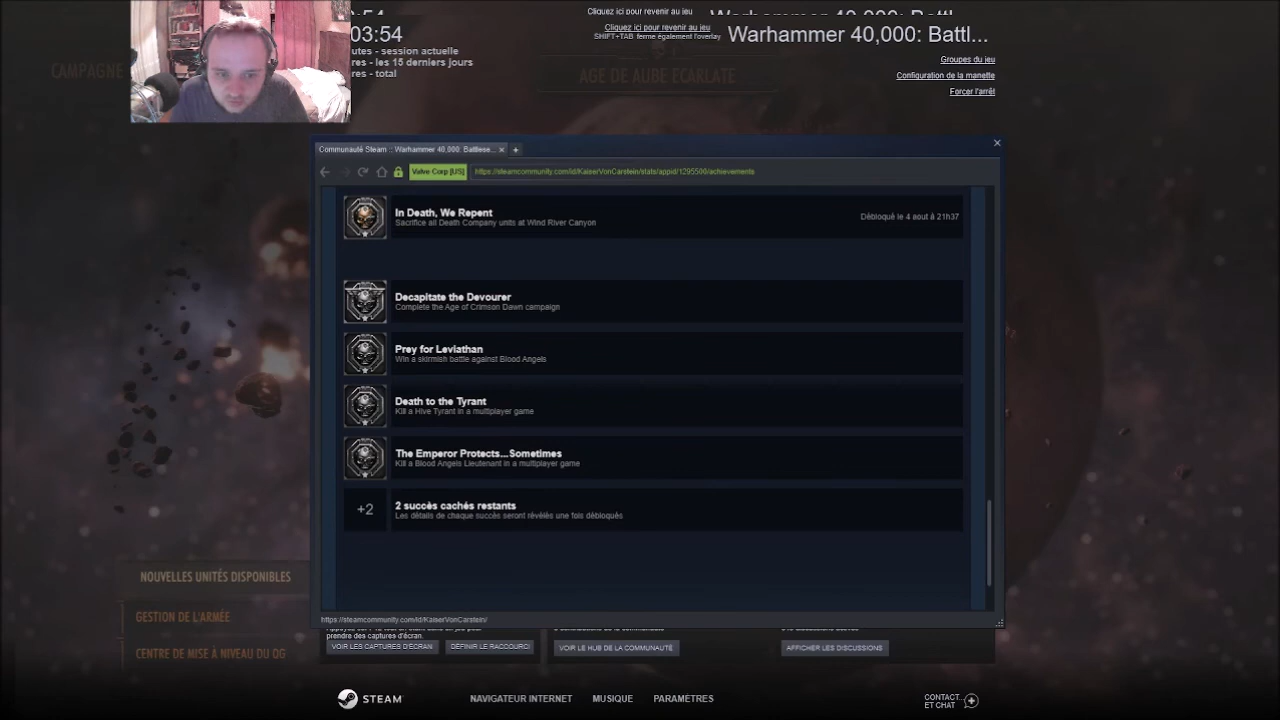 Cliquez ici pour revenir au jeu
03:54
Cliquez ici pour revenir au jeu
SHIFT+TAB ferme également l'overlay
Warhammer 40,000: Battl...
utes - session actuelle
res - les 15 derniers jours
res - total
Groupes du jeu
Configuration de la manette
Forcer l'arrêt
CAMPAGNE
AGE DE AUBE ECARLATE
Communauté Steam :: Warhammer 40,000: Battlese...
Valve Corp [US]
https://steamcommunity.com/id/KaiserVonCarstein/stats/appid/1295500/achievements
In Death, We Repent
Sacrifice all Death Company units at Wind River Canyon
Débloqué le 4 aout à 21h37
Decapitate the Devourer
Complete the Age of Crimson Dawn campaign
Prey for Leviathan
Win a skirmish battle against Blood Angels
Death to the Tyrant
Kill a Hive Tyrant in a multiplayer game
The Emperor Protects...Sometimes
Kill a Blood Angels Lieutenant in a multiplayer game
+2
2 succès cachés restants
Les détails de chaque succès seront révélés une fois débloqués
NOUVELLES UNITÉS DISPONIBLES
GESTION DE L'ARMÉE
CENTRE DE MISE À NIVEAU DU QG
https://steamcommunity.com/id/KaiserVonCarstein/
prendre des captures d'écran.
VOIR LES CAPTURES D'ÉCRAN
DÉFINIR LE RACCOURCI
VOIR LE HUB DE LA COMMUNAUTÉ
AFFICHER LES DISCUSSIONS
STEAM
NAVIGATEUR INTERNET
MUSIQUE
PARAMÈTRES
CONTACT...
ET CHAT